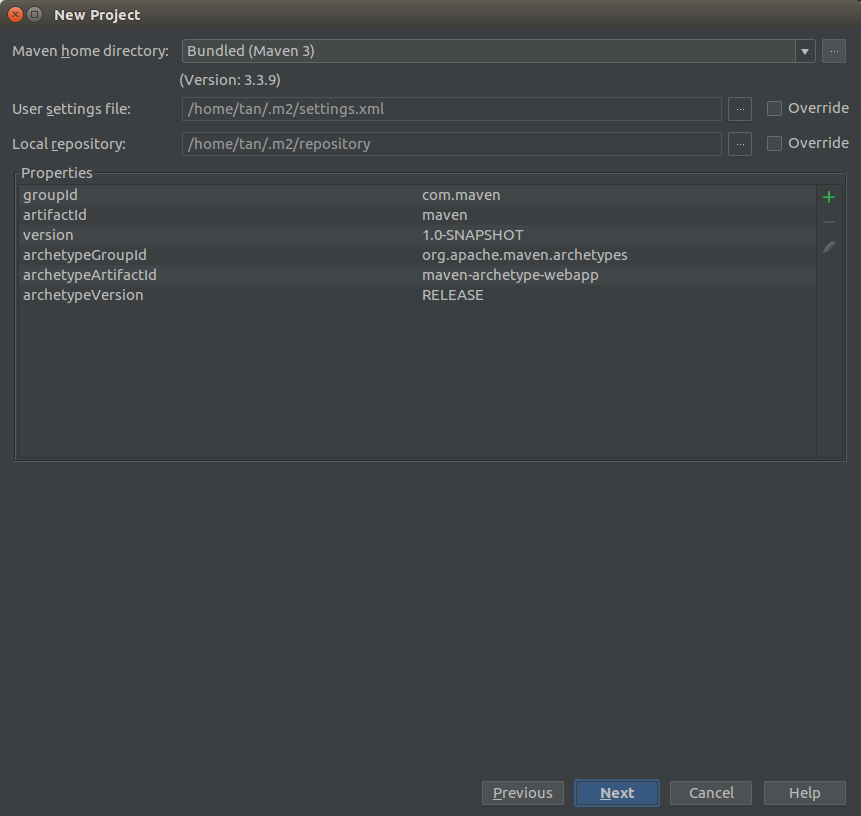 New Project
Maven home directory: Bundled (Maven 3) ...
(Version: 3.3.9)
User settings file: /home/tan/.m2/settings.xml ... Override
Local repository: /home/tan/.m2/repository ... Override
Properties
groupId com.maven
artifactId maven
version 1.0-SNAPSHOT
archetypeGroupId org.apache.maven.archetypes
archetypeArtifactId maven-archetype-webapp
archetypeVersion RELEASE
Previous Next Cancel Help